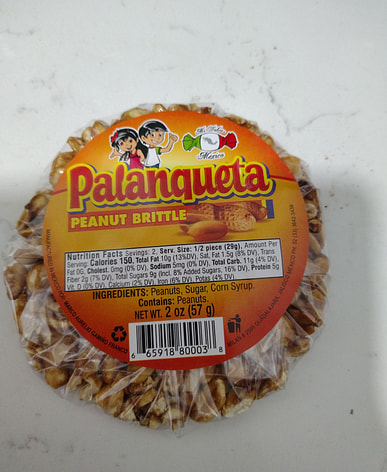 Mi Dulce
Mexico
Palanqueta
PEANUT BRITTLE
Nutrition Facts Servings: 2, Serv. Size: 1/2 piece (29g), Amount Per
Serving: Calories 150, Total Fat 10g (13% DV), Sat. Fat 1.5g (8% DV), Trans
Fat 0G, Cholest. 0mg (0% DV), Sodium 5mg (0% DV), Total Carb. 11g (4% DV),
Fiber 2g (7% DV), Total Sugars 9g (Incl. 8% Added Sugars, 16% DV), Protein 5g
Vit. D (0% DV), Calcium (2% DV), Iron (6% DV), Potas (4% DV).
INGREDIENTS: Peanuts, Sugar, Corn Syrup.
Contains: Peanuts.
NET WT. 2 oz (57 g)
6 65918 80003 8